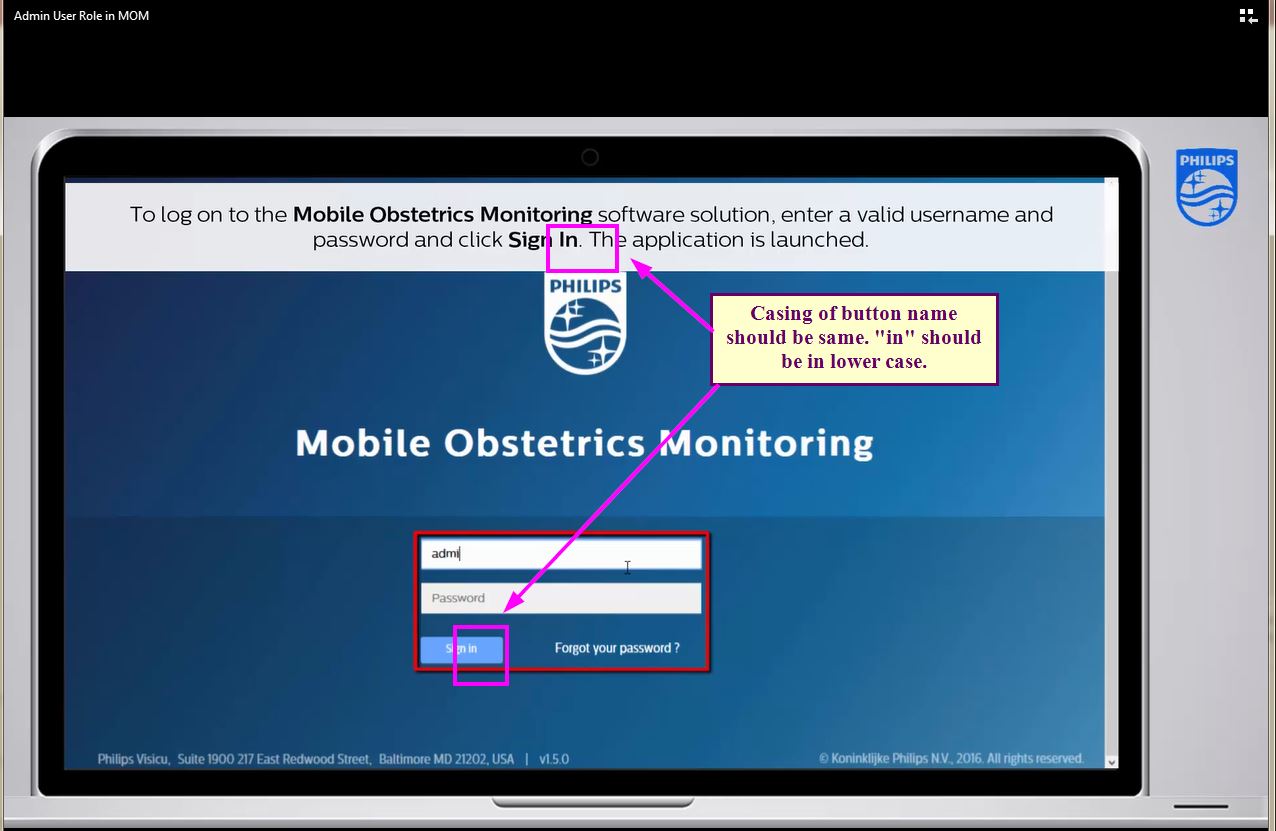 Admin User Role in MOM
PHILIPS
To log on to the Mobile Obstetrics Monitoring software solution, enter a valid username and
password and click Sign In. The application is launched.
PHILIPS
Casing of button name
should be same. "in" should
be in lower case.
Mobile Obstetrics Monitoring
admi
Password
Sign in
Forgot your password ?
Philips Visicu, Suite 1900 217 East Redwood Street, Baltimore MD 21202, USA | v1.5.0
© Koninklijke Philips N.V., 2016. All rights reserved.